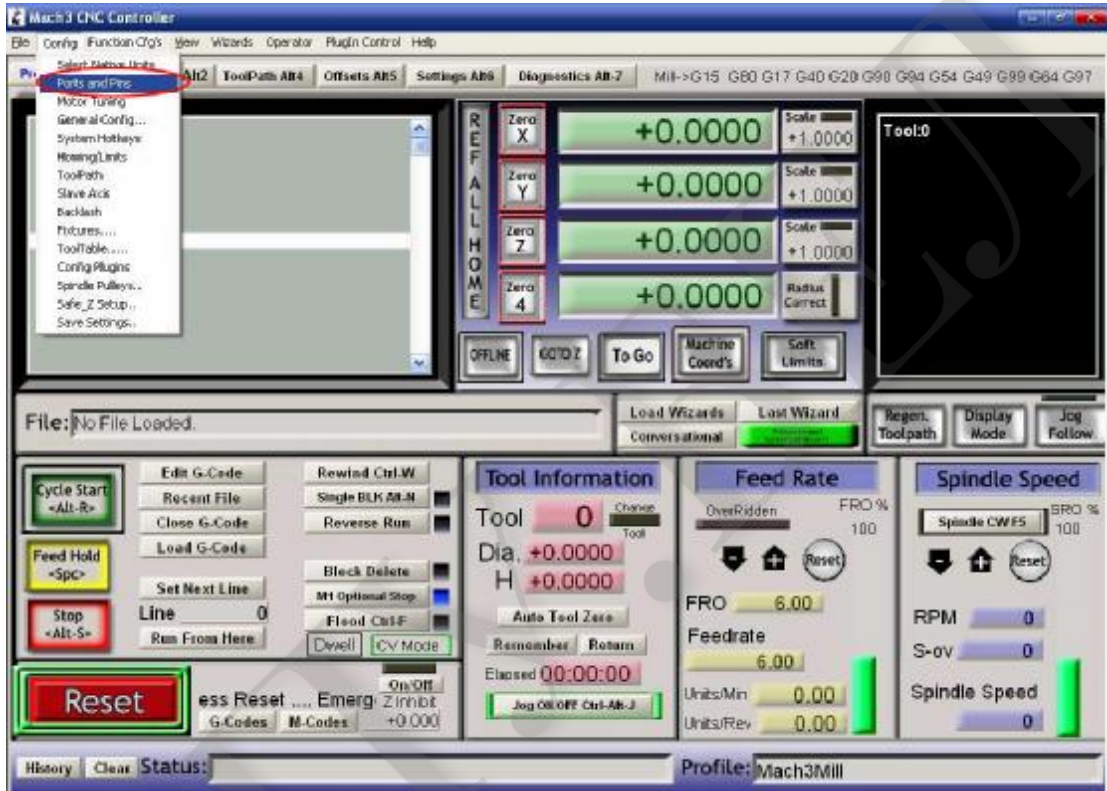 Mach3 CNC Controller
File Config Function Cfg's View Wizards Operator PlugIn Control Help
Alt2 ToolPath Alt4 Offsets Alt5 Settings Alt6 Diagnostics Alt-7 Mill->G15 G80 G17 G40 G20 G90 G94 G54 G49 G99 G64 G97
Select Native Units
Ports and Pins
Motor Tuning
General Config...
System Hotkeys
Homing/Limits
ToolPath
Slave Axis
Backlash
Fixtures....
ToolTable.....
Config Plugins
Spindle Pulleys...
Safe_Z Setup..
Save Settings..
REF ALL HOME
Zero X +0.0000 Scale +1.0000
Zero Y +0.0000 Scale +1.0000
Zero Z +0.0000 Scale +1.0000
Zero 4 +0.0000 Radius Correct
OFFLINE GOTO Z To Go Machine Coord's Soft Limits
Tool:0
File: No File Loaded.
Load Wizards Last Wizard
Conversational
Regen. Toolpath Display Mode Jog Follow
Cycle Start <Alt-R>
Feed Hold <Spc>
Stop <Alt-S>
Edit G-Code
Recent File
Close G-Code
Load G-Code
Set Next Line
Line 0
Run From Here
Rewind Ctrl-W
Single BLK Alt-N
Reverse Run
Block Delete
M1 Optional Stop
Flood Ctrl-F
Dwell CV Mode
Reset
ess Reset .... Emerg
On/Off
Z Inhibit
+0.000
G-Codes M-Codes
Tool Information
Tool 0 Change Tool
Dia. +0.0000
H +0.0000
Auto Tool Zero
Remember Return
Elapsed 00:00:00
Jog ON/OFF Ctrl-Alt-J
Feed Rate
OverRidden FRO % 100
Reset
FRO 6.00
Feedrate
6.00
Units/Min 0.00
Units/Rev 0.00
Spindle Speed
Spindle CW F5 SRO % 100
Reset
RPM 0
S-ov 0
Spindle Speed
0
History Clear Status:
Profile: Mach3Mill